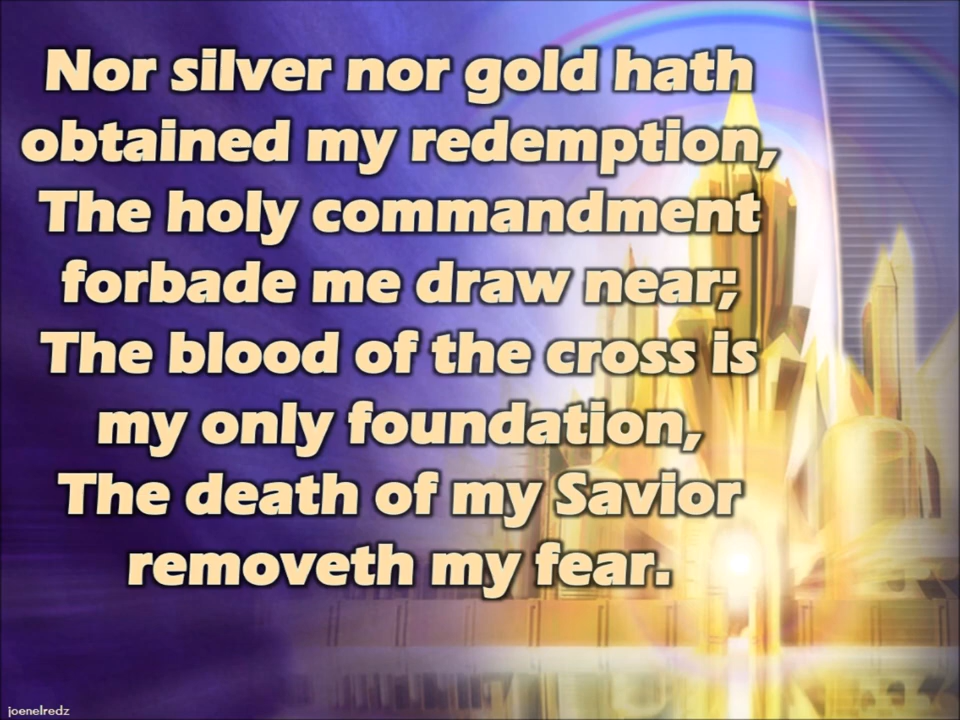 Nor silver nor gold hath
obtained my redemption,
The holy commandment
forbade me draw near;
The blood of the cross is
my only foundation,
The death of my Savior
removeth my fear.
joenelredz